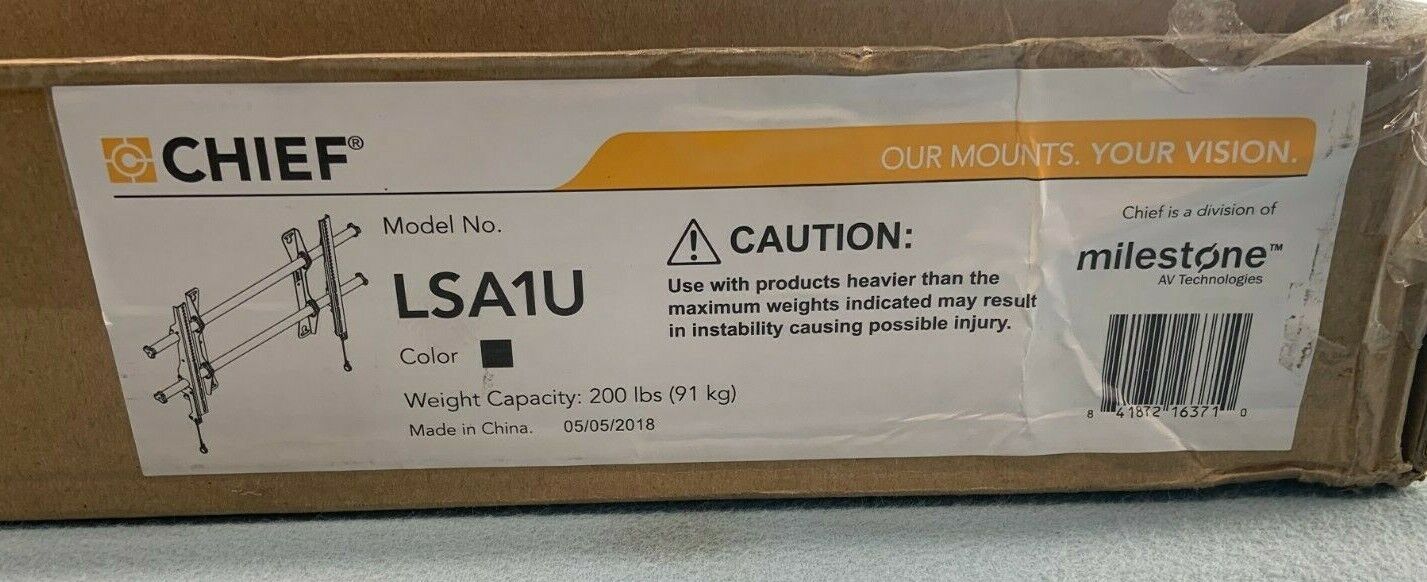 CHIEF®
OUR MOUNTS. YOUR VISION.
Model No.
LSA1U
Color
Weight Capacity: 200 lbs (91 kg)
Made in China. 05/05/2018
CAUTION:
Use with products heavier than the
maximum weights indicated may result
in instability causing possible injury.
Chief is a division of
milestone™
AV Technologies
8 41872 16371 0